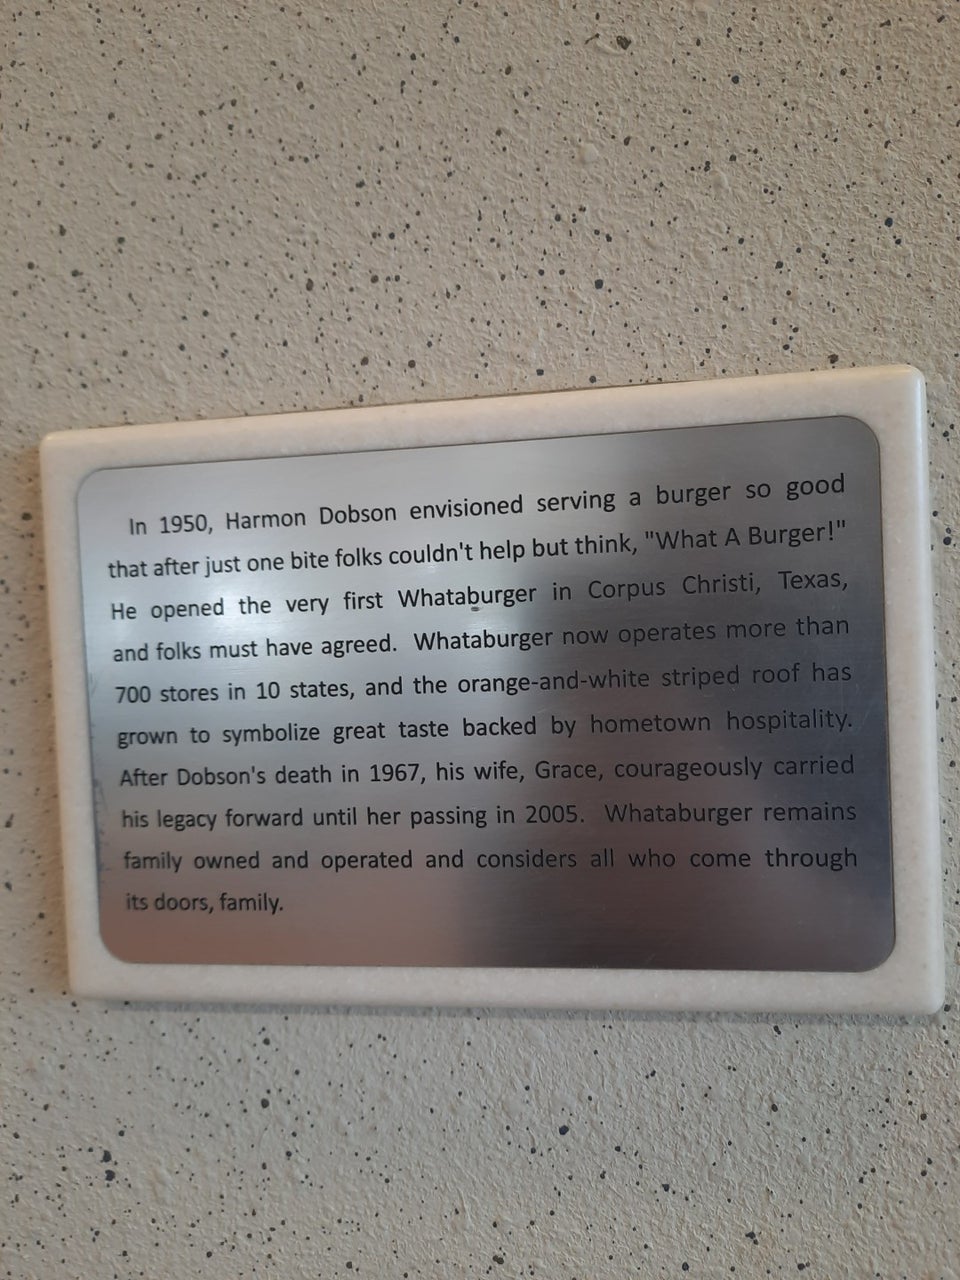 In 1950, Harmon Dobson envisioned serving a burger so good
that after just one bite folks couldn't help but think, "What A Burger!"
He opened the very first Whataburger in Corpus Christi, Texas,
and folks must have agreed. Whataburger now operates more than
700 stores in 10 states, and the orange-and-white striped roof has
grown to symbolize great taste backed by hometown hospitality.
After Dobson's death in 1967, his wife, Grace, courageously carried
his legacy forward until her passing in 2005. Whataburger remains
family owned and operated and considers all who come through
its doors, family.